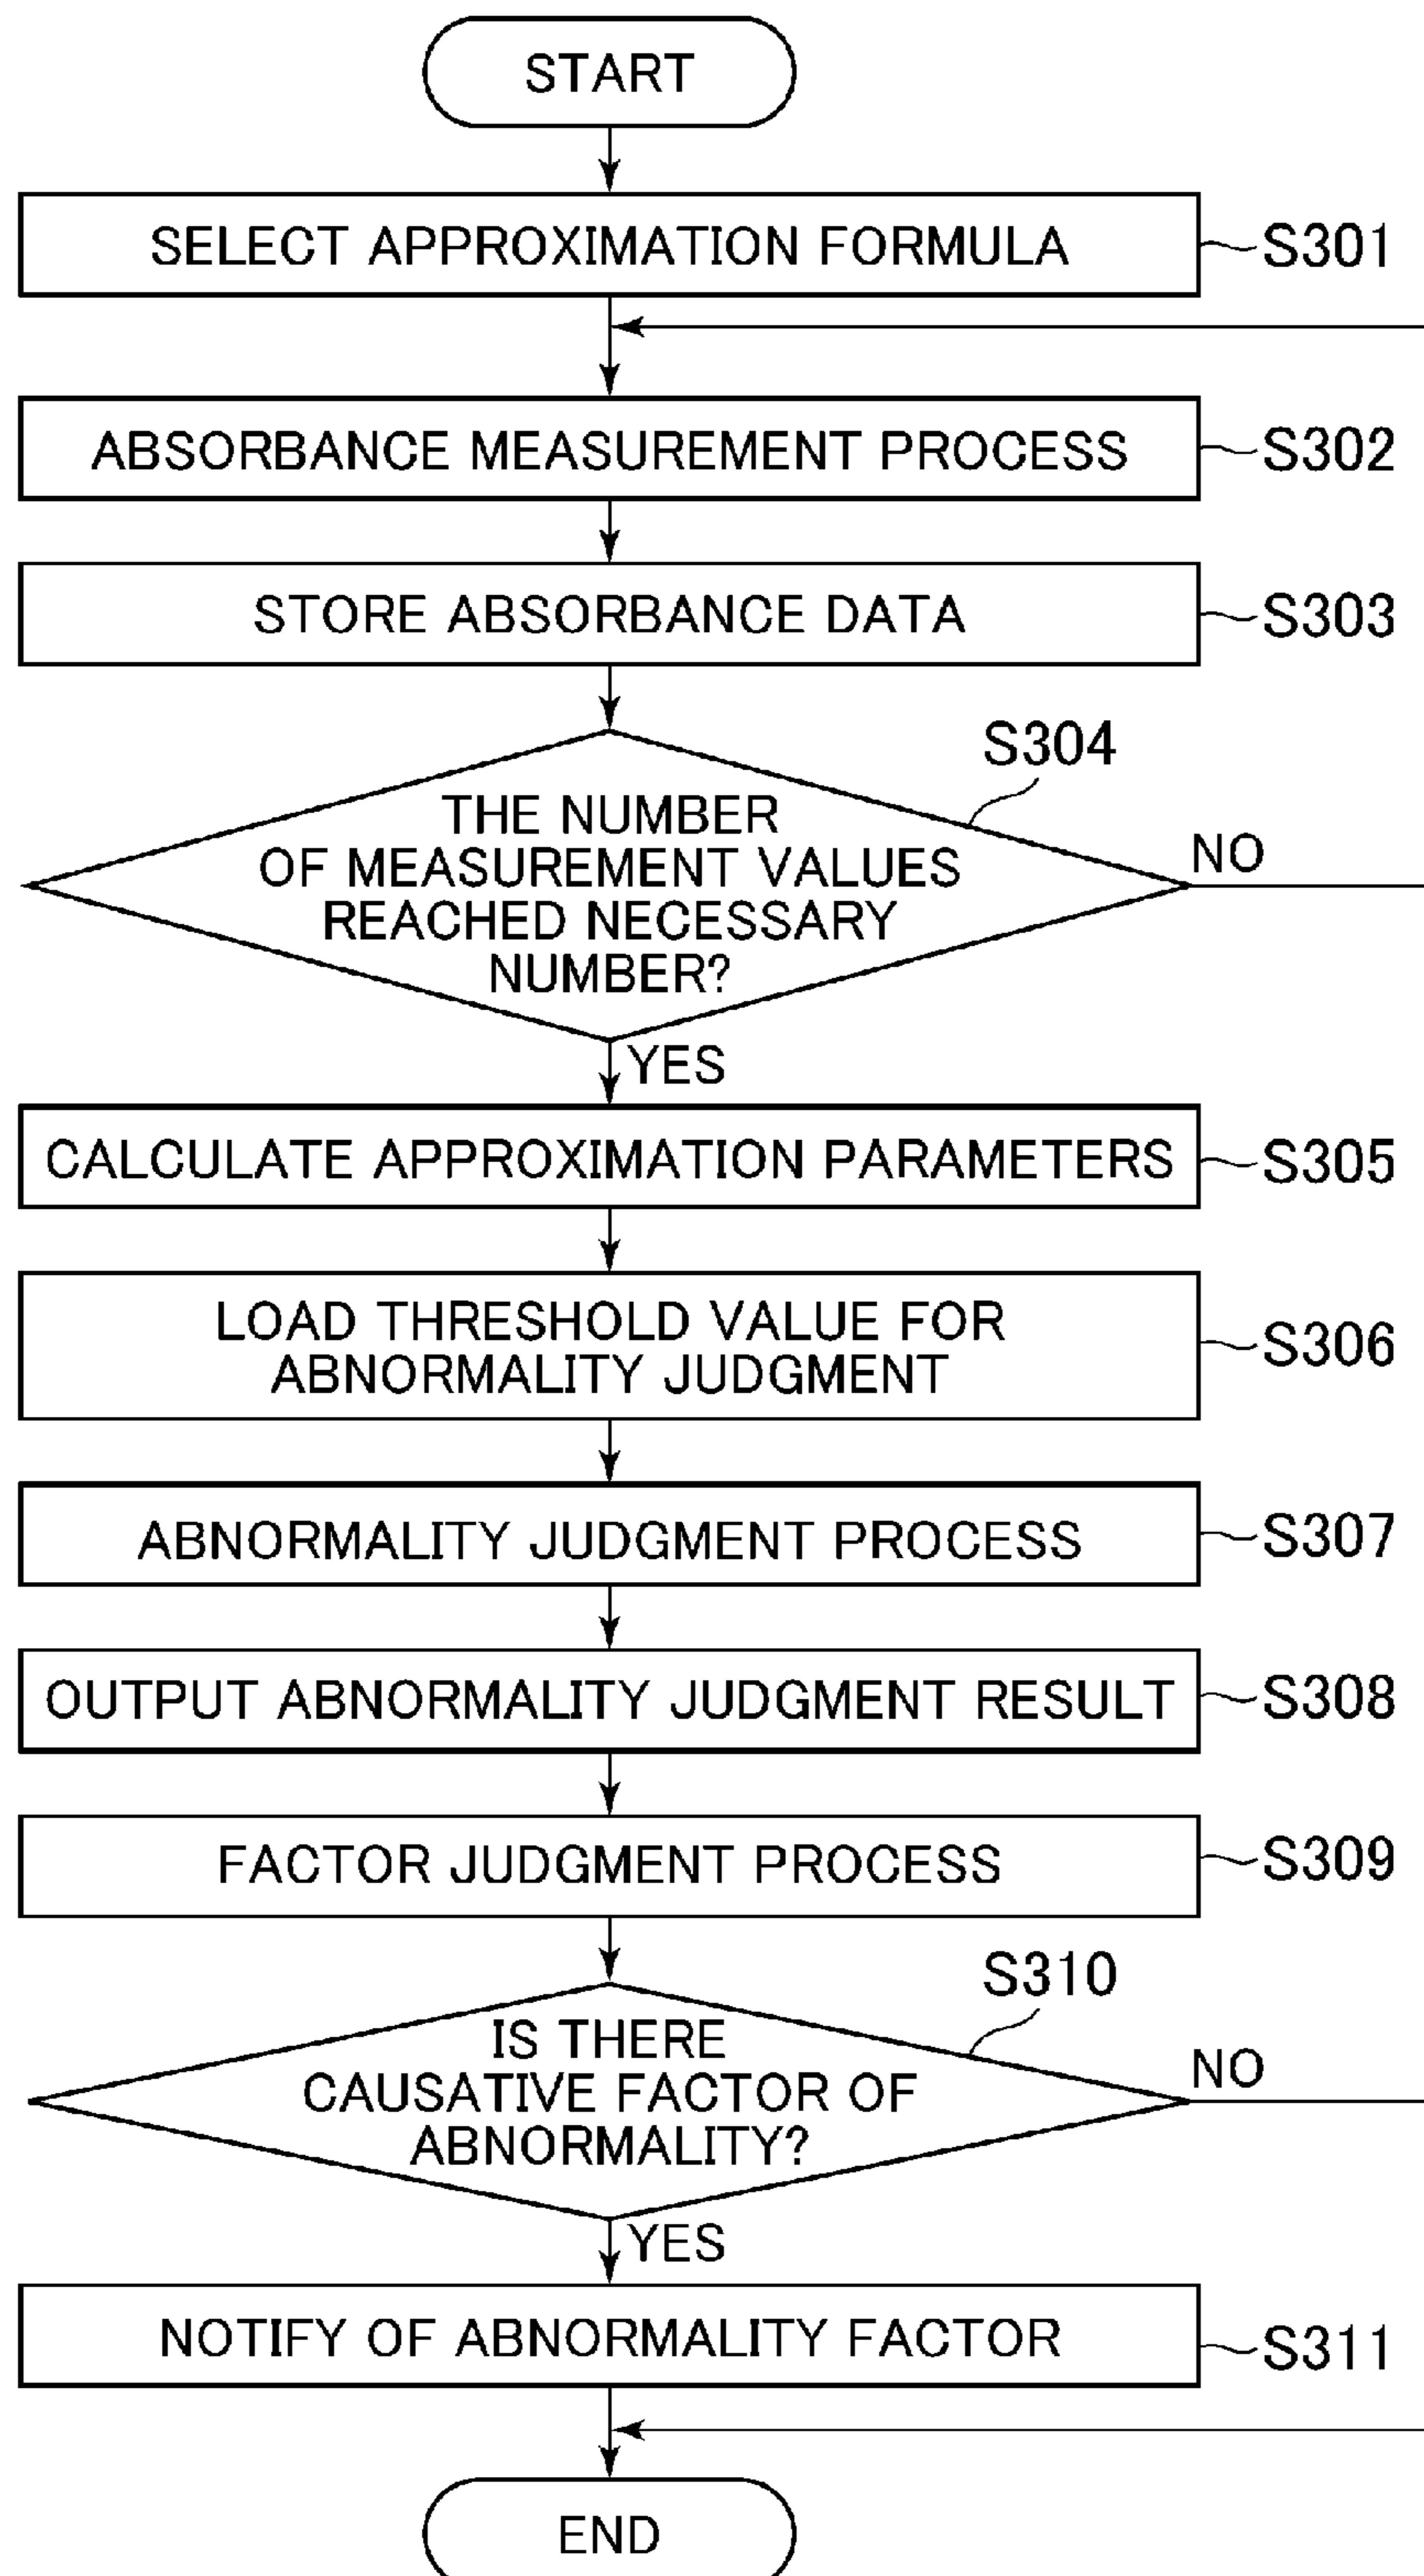 START
SELECT APPROXIMATION FORMULA
S301
ABSORBANCE MEASUREMENT PROCESS
S302
STORE ABSORBANCE DATA
S303
S304
THE NUMBER
OF MEASUREMENT VALUES
REACHED NECESSARY
NUMBER?
NO
YES
CALCULATE APPROXIMATION PARAMETERS
S305
LOAD THRESHOLD VALUE FOR
ABNORMALITY JUDGMENT
S306
ABNORMALITY JUDGMENT PROCESS
S307
OUTPUT ABNORMALITY JUDGMENT RESULT
S308
FACTOR JUDGMENT PROCESS
S309
S310
IS THERE
CAUSATIVE FACTOR OF
ABNORMALITY?
NO
YES
NOTIFY OF ABNORMALITY FACTOR
S311
END